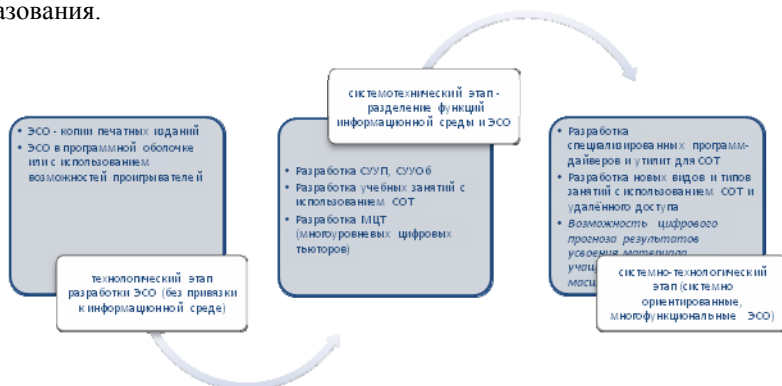 азования.
системотехнический этап -
разделение функций
информационной среды и ЭСО
• ЭСО - копии печатных изданий
• ЭСО в программной оболочке
или с использованием
возможностей проигрывателей
технологический этап
разработки ЭСО (без привязки
к информационной среде)
• Разработка СУУП, СУУОб
• Разработка учебных занятий с
использованием СОТ
• Разработка МЦТ
(многоуровневых цифровых
тьюторов)
• Разработка
специализированных программ-
дайверов и утилит для СОТ
• Разработка новых видов и типов
занятий с использованием СОТ и
удалённого доступа
• Возможность цифрового
прогноза результатов
усвоения материала
системно-технологический
этап (системно
ориентированные,
многофункциональные ЭСО)